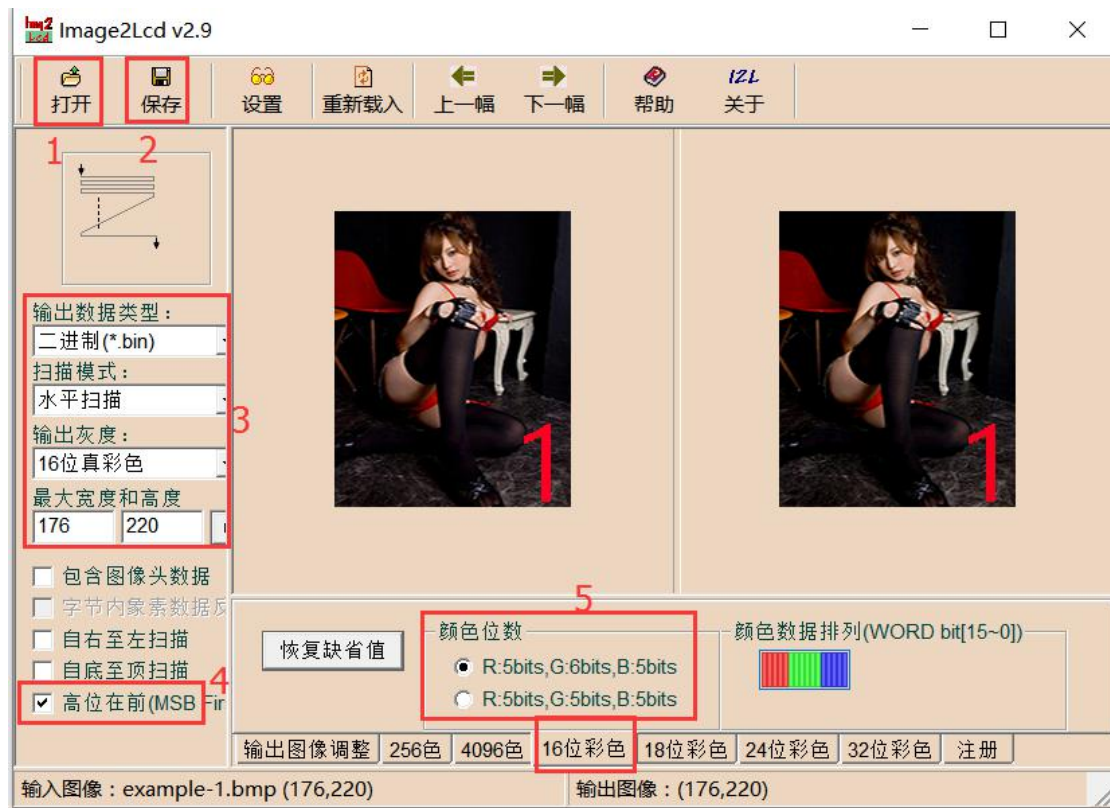 Img2 Lcd Image2Lcd v2.9
打开 保存 设置 重新载入 上一幅 下一幅 帮助 IZL 关于
1 2
输出数据类型：
二进制(*.bin)
扫描模式：
水平扫描
3
输出灰度：
16位真彩色
最大宽度和高度
176 220
1 1
包含图像头数据
字节内象素数据反
自右至左扫描
自底至顶扫描
4
高位在前(MSB Fir
5
恢复缺省值
颜色位数
R:5bits,G:6bits,B:5bits
R:5bits,G:5bits,B:5bits
颜色数据排列(WORD bit[15~0])
输出图像调整 256色 4096色 16位彩色 18位彩色 24位彩色 32位彩色 注册
输入图像：example-1.bmp (176,220) 输出图像：(176,220)